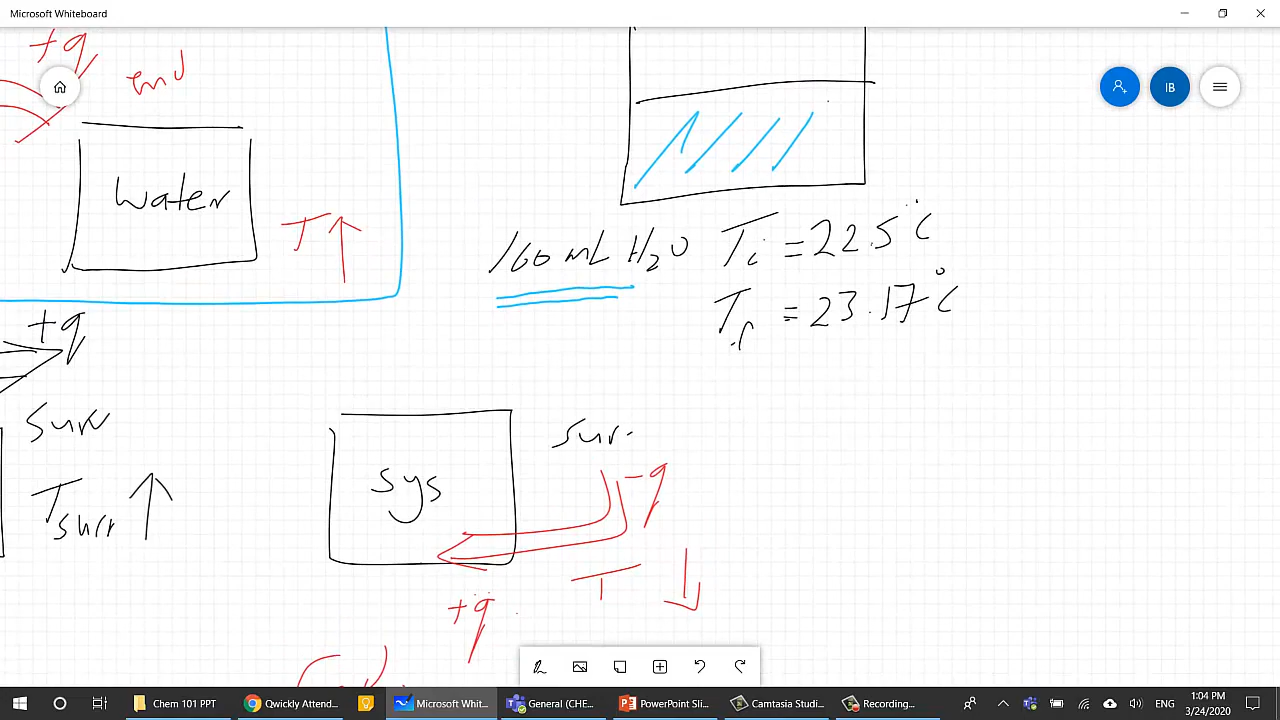 Microsoft Whiteboard
+q
end
IB
Water
T↑
160 mL H2O
Ti = 22.5°C
Tf = 23.17°C
+q
Surr
Tsurr ↑
sys
surr
-q
T ↓
+q
Chem 101 PPT
Qwickly Attend...
Microsoft Whit...
General (CHE...
PowerPoint Sli...
Camtasia Studi...
Recording...
1:04 PM
3/24/2020